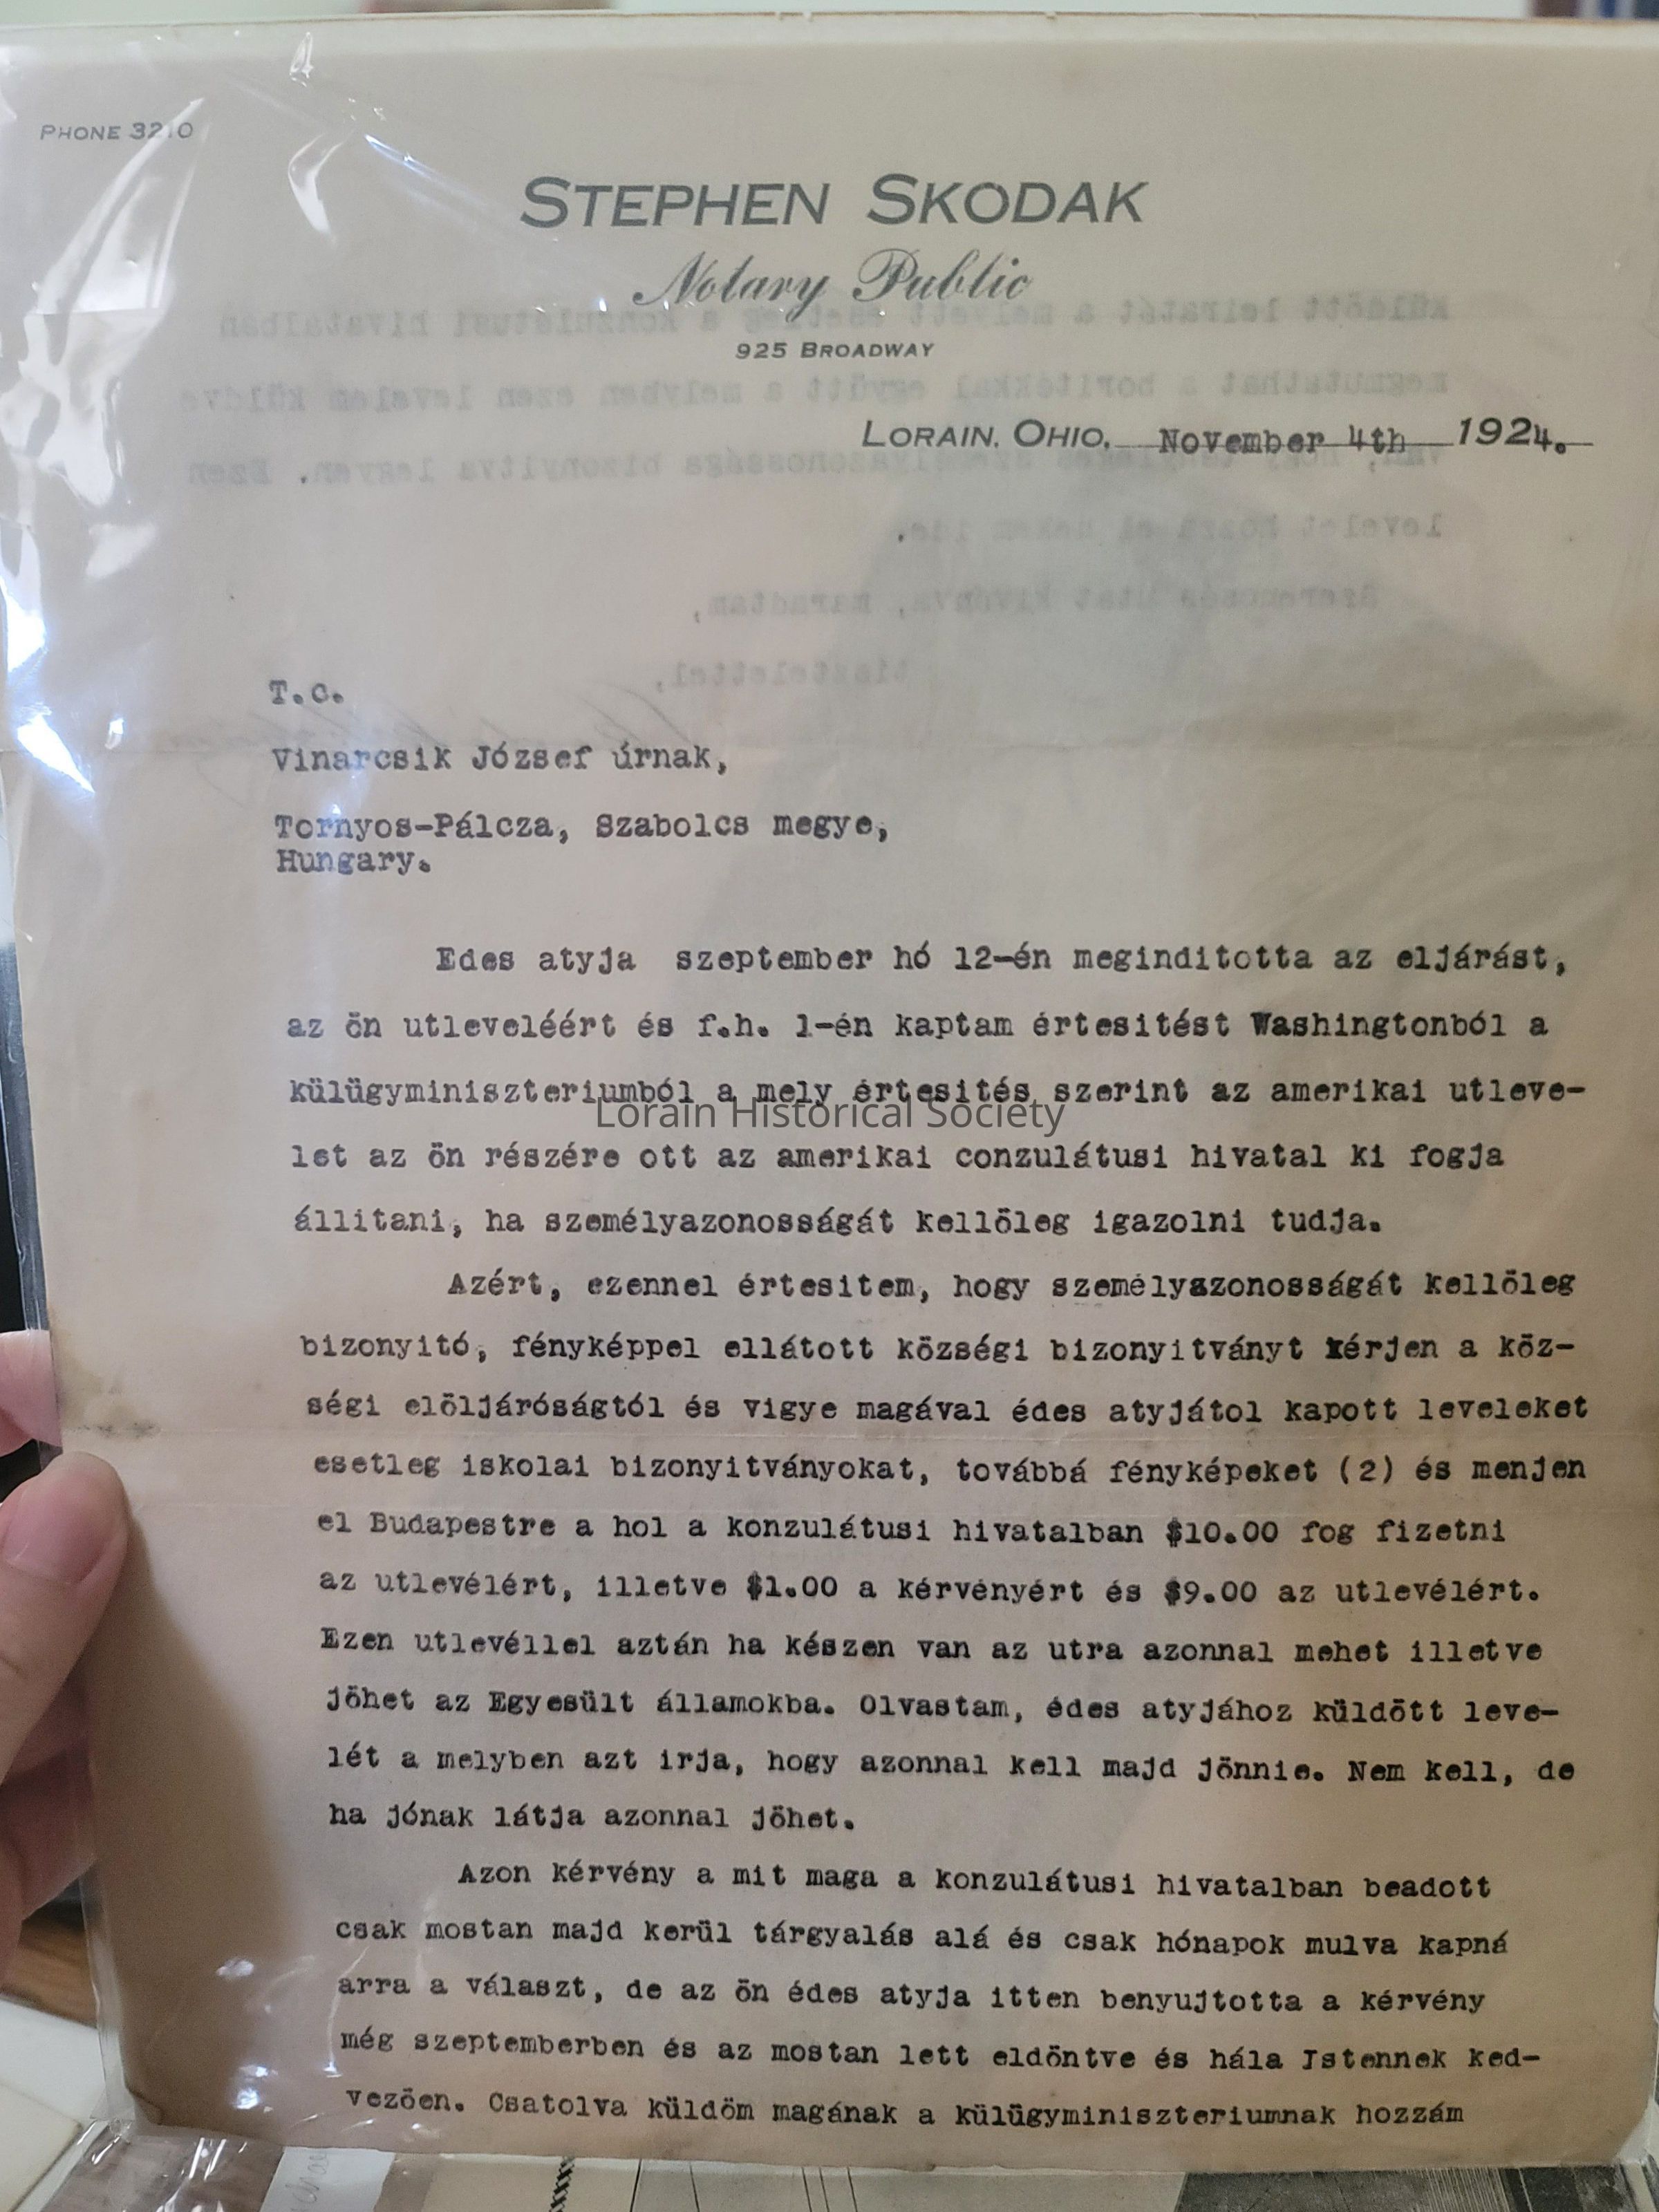 PHONE 3210
STEPHEN SKODAK
Notary Public
925 BROADWAY
LORAIN, OHIO, November 4th 1924.
T.c.
Vinarcsik József úrnak,
Tornyos-Pálcza, Szabolcs megye,
Hungary.
Edes atyja szeptember hó 12-én meginditotta az eljárást,
az ön utleveléért és f.h. 1-én kaptam értesitést Washingtonból a
külügyminiszteriumból a mely értesités szerint az amerikai utleve-
let az ön részére ott az amerikai conzulátusi hivatal ki fogja
állitani, ha személyazonosságát kellöleg igazolni tudja.
Azért, ezennel értesitem, hogy személyazonosságát kellöleg
bizonyitó, fényképpel ellátott községi bizonyitványt kérjen a köz-
ségi elöljáróságtól és vigye magával édes atyjátol kapott leveleket
esetleg iskolai bizonyitványokat, továbbá fényképeket (2) és menjen
el Budapestre a hol a konzulátusi hivatalban $10.00 fog fizetni
az utlevélért, illetve $1.00 a kérvényért és $9.00 az utlevélért.
Ezen utlevéllel aztán ha készen van az utra azonnal mehet illetve
jöhet az Egyesült államokba. Olvastam, édes atyjához küldött leve-
lét a melyben azt irja, hogy azonnal kell majd jönnie. Nem kell, de
ha jónak látja azonnal jöhet.
Azon kérvény a mit maga a konzulátusi hivatalban beadott
csak mostan majd kerül tárgyalás alá és csak hónapok mulva kapná
arra a választ, de az ön édes atyja itten benyujtotta a kérvény
még szeptemberben és az mostan lett eldöntve és hála Istennek ked-
vezöen. Csatolva küldöm magának a külügyminiszteriumnak hozzám
Lorain Historical Society